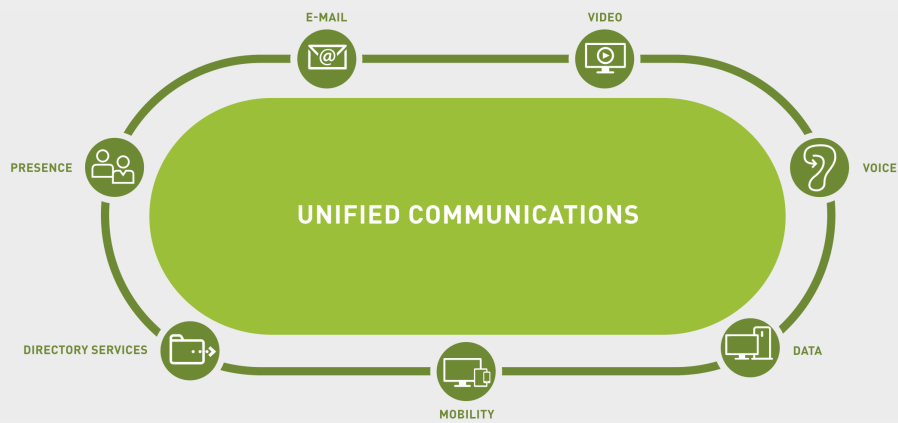 E-MAIL
VIDEO
PRESENCE
VOICE
UNIFIED COMMUNICATIONS
DIRECTORY SERVICES
DATA
MOBILITY